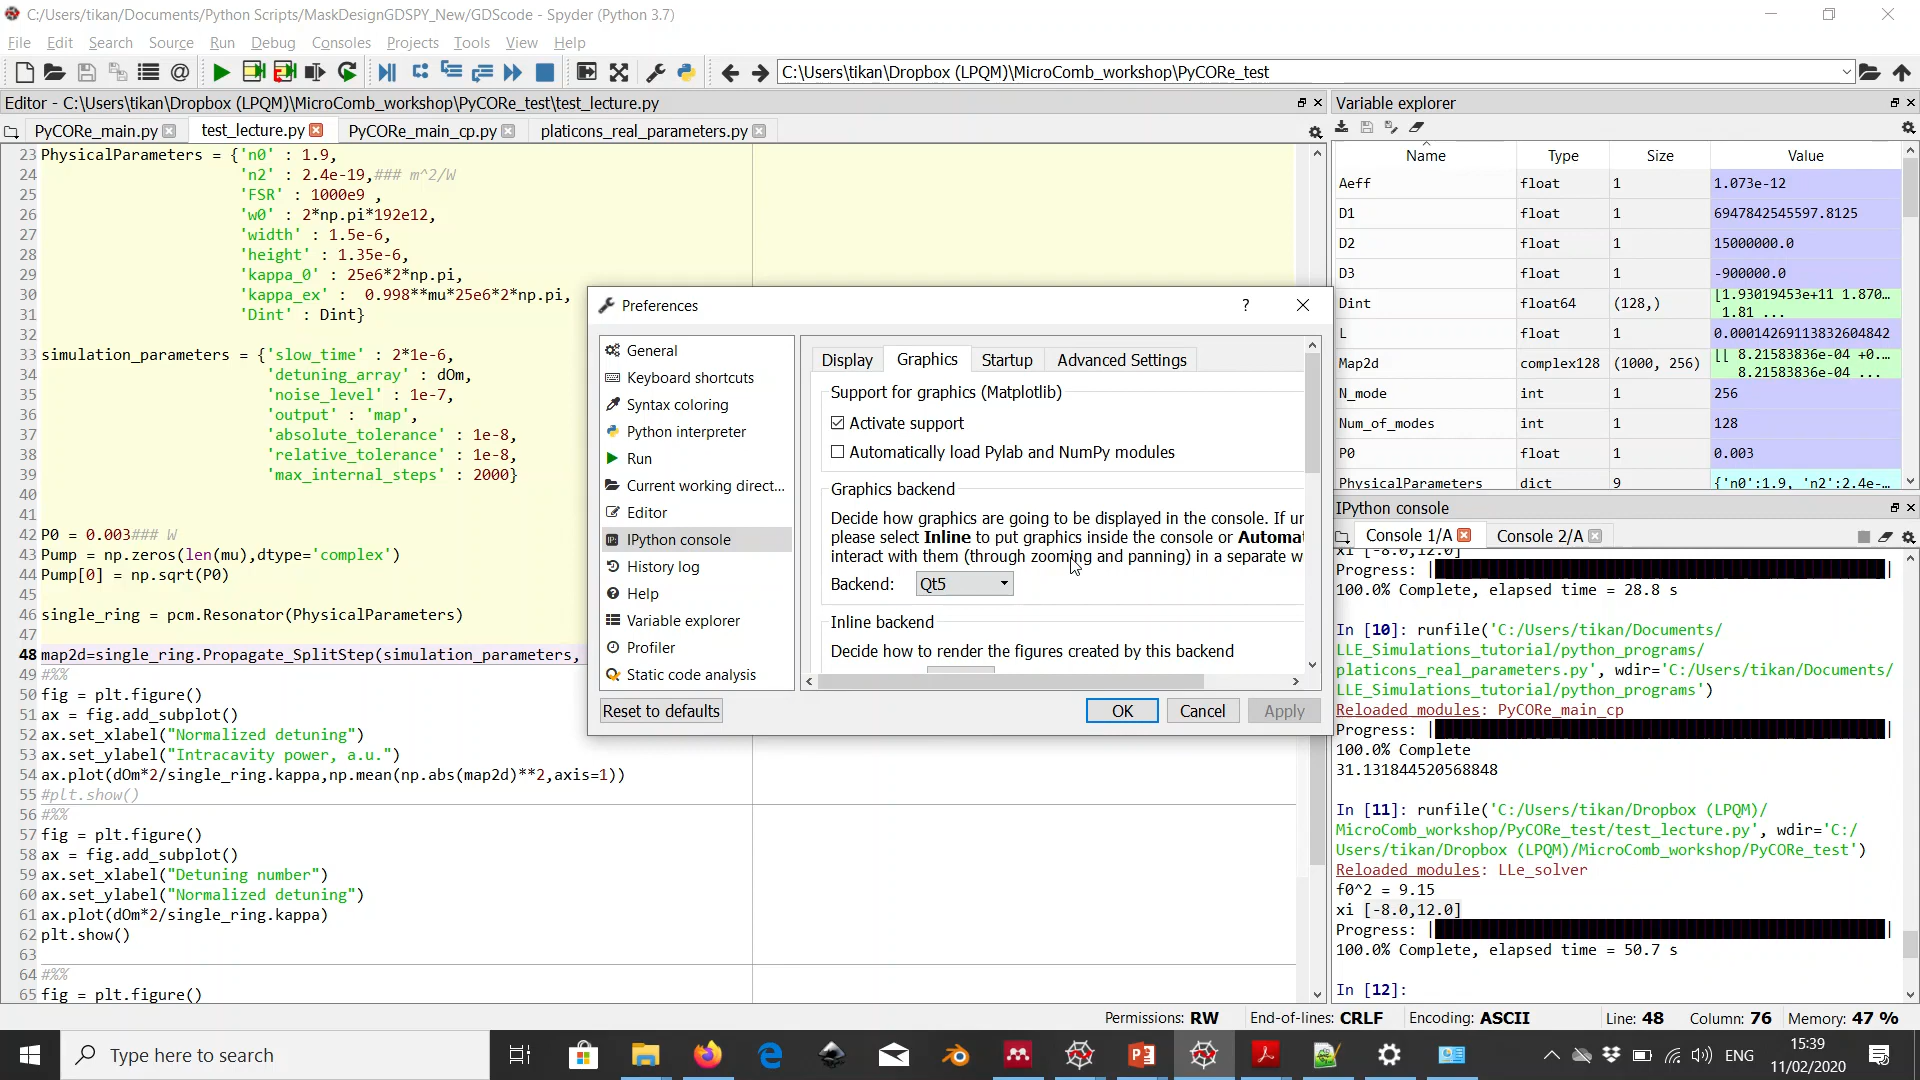 C:/Users/tikan/Documents/Python Scripts/MaskDesignGDSPY_New/GDScode - Spyder (Python 3.7)
File Edit Search Source Run Debug Consoles Projects Tools View Help
C:\Users\tikan\Dropbox (LPQM)\MicroComb_workshop\PyCORe_test
Editor - C:\Users\tikan\Dropbox (LPQM)\MicroComb_workshop\PyCORe_test\test_lecture.py
PyCORe_main.py test_lecture.py PyCORe_main_cp.py platicons_real_parameters.py
23 PhysicalParameters = {'n0' : 1.9,
24 'n2' : 2.4e-19,### m^2/W
25 'FSR' : 1000e9 ,
26 'w0' : 2*np.pi*192e12,
27 'width' : 1.5e-6,
28 'height' : 1.35e-6,
29 'kappa_0' : 25e6*2*np.pi,
30 'kappa_ex' : 0.998**mu*25e6*2*np.pi,
31 'Dint' : Dint}
32
33 simulation_parameters = {'slow_time' : 2*1e-6,
34 'detuning_array' : dOm,
35 'noise_level' : 1e-7,
36 'output' : 'map',
37 'absolute_tolerance' : 1e-8,
38 'relative_tolerance' : 1e-8,
39 'max_internal_steps' : 2000}
40
41
42 P0 = 0.003### W
43 Pump = np.zeros(len(mu),dtype='complex')
44 Pump[0] = np.sqrt(P0)
45
46 single_ring = pcm.Resonator(PhysicalParameters)
47
48 map2d=single_ring.Propagate_SplitStep(simulation_parameters,
49 #%%
50 fig = plt.figure()
51 ax = fig.add_subplot()
52 ax.set_xlabel("Normalized detuning")
53 ax.set_ylabel("Intracavity power, a.u.")
54 ax.plot(dOm*2/single_ring.kappa,np.mean(np.abs(map2d)**2,axis=1))
55 #plt.show()
56 #%%
57 fig = plt.figure()
58 ax = fig.add_subplot()
59 ax.set_xlabel("Detuning number")
60 ax.set_ylabel("Normalized detuning")
61 ax.plot(dOm*2/single_ring.kappa)
62 plt.show()
63
64 #%%
65 fig = plt.figure()
Preferences ?
General
Keyboard shortcuts
Syntax coloring
Python interpreter
Run
Current working direct...
Editor
IPython console
History log
Help
Variable explorer
Profiler
Static code analysis
Display Graphics Startup Advanced Settings
Support for graphics (Matplotlib)
Activate support
Automatically load Pylab and NumPy modules
Graphics backend
Decide how graphics are going to be displayed in the console. If ur
please select Inline to put graphics inside the console or Automat
interact with them (through zooming and panning) in a separate w
Backend: Qt5
Inline backend
Decide how to render the figures created by this backend
Reset to defaults OK Cancel Apply
Variable explorer
Name Type Size Value
Aeff float 1 1.073e-12
D1 float 1 6947842545597.8125
D2 float 1 15000000.0
D3 float 1 -900000.0
Dint float64 (128,) [1.93019453e+11 1.870...
1.81 ...
L float 1 0.00014269113832604842
Map2d complex128 (1000, 256) [[ 8.21583836e-04 +0....
8.21583836e-04 ...
N_mode int 1 256
Num_of_modes int 1 128
P0 float 1 0.003
PhysicalParameters dict 9 {'n0':1.9, 'n2':2.4e-...
IPython console
Console 1/A Console 2/A
xi [-8.0,12.0]
Progress: | |
100.0% Complete, elapsed time = 28.8 s
In [10]: runfile('C:/Users/tikan/Documents/
LLE_Simulations_tutorial/python_programs/
platicons_real_parameters.py', wdir='C:/Users/tikan/Documents/
LLE_Simulations_tutorial/python_programs')
Reloaded modules: PyCORe_main_cp
Progress: | |
100.0% Complete
31.131844520568848
In [11]: runfile('C:/Users/tikan/Dropbox (LPQM)/
MicroComb_workshop/PyCORe_test/test_lecture.py', wdir='C:/
Users/tikan/Dropbox (LPQM)/MicroComb_workshop/PyCORe_test')
Reloaded modules: LLe_solver
f0^2 = 9.15
xi [-8.0,12.0]
Progress: | |
100.0% Complete, elapsed time = 50.7 s
In [12]:
Permissions: RW End-of-lines: CRLF Encoding: ASCII Line: 48 Column: 76 Memory: 47 %
Type here to search
ENG
15:39
11/02/2020